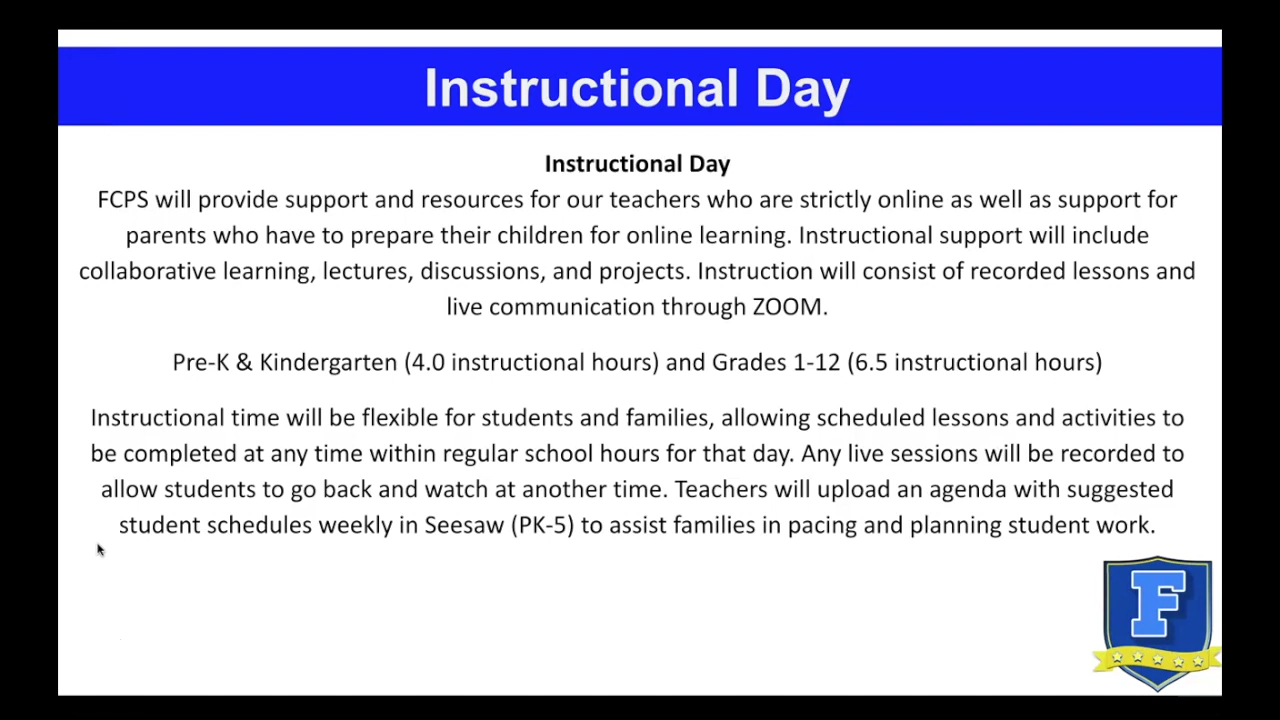 Instructional Day
Instructional Day
FCPS will provide support and resources for our teachers who are strictly online as well as support for
parents who have to prepare their children for online learning. Instructional support will include
collaborative learning, lectures, discussions, and projects. Instruction will consist of recorded lessons and
live communication through ZOOM.
Pre-K & Kindergarten (4.0 instructional hours) and Grades 1-12 (6.5 instructional hours)
Instructional time will be flexible for students and families, allowing scheduled lessons and activities to
be completed at any time within regular school hours for that day. Any live sessions will be recorded to
allow students to go back and watch at another time. Teachers will upload an agenda with suggested
student schedules weekly in Seesaw (PK-5) to assist families in pacing and planning student work.
F